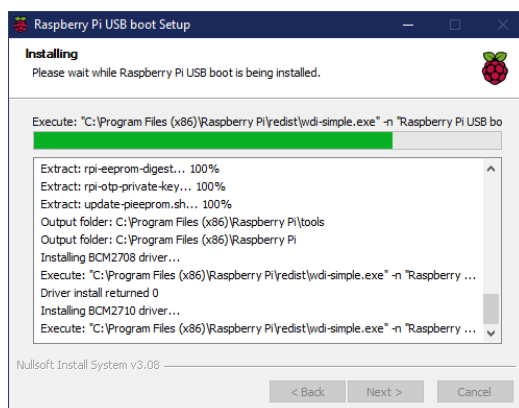 Raspberry Pi USB boot Setup
Installing
Please wait while Raspberry Pi USB boot is being installed.
Execute: "C:\Program Files (x86)\Raspberry Pi\redist\wdi-simple.exe" -n "Raspberry Pi USB bo
Extract: rpi-eeprom-digest... 100%
Extract: rpi-otp-private-key... 100%
Extract: update-pieeprom.sh... 100%
Output folder: C:\Program Files (x86)\Raspberry Pi\tools
Output folder: C:\Program Files (x86)\Raspberry Pi
Installing BCM2708 driver...
Execute: "C:\Program Files (x86)\Raspberry Pi\redist\wdi-simple.exe" -n "Raspberry ...
Driver install returned 0
Installing BCM2710 driver...
Execute: "C:\Program Files (x86)\Raspberry Pi\redist\wdi-simple.exe" -n "Raspberry ...
Nullsoft Install System v3.08
< Back Next > Cancel